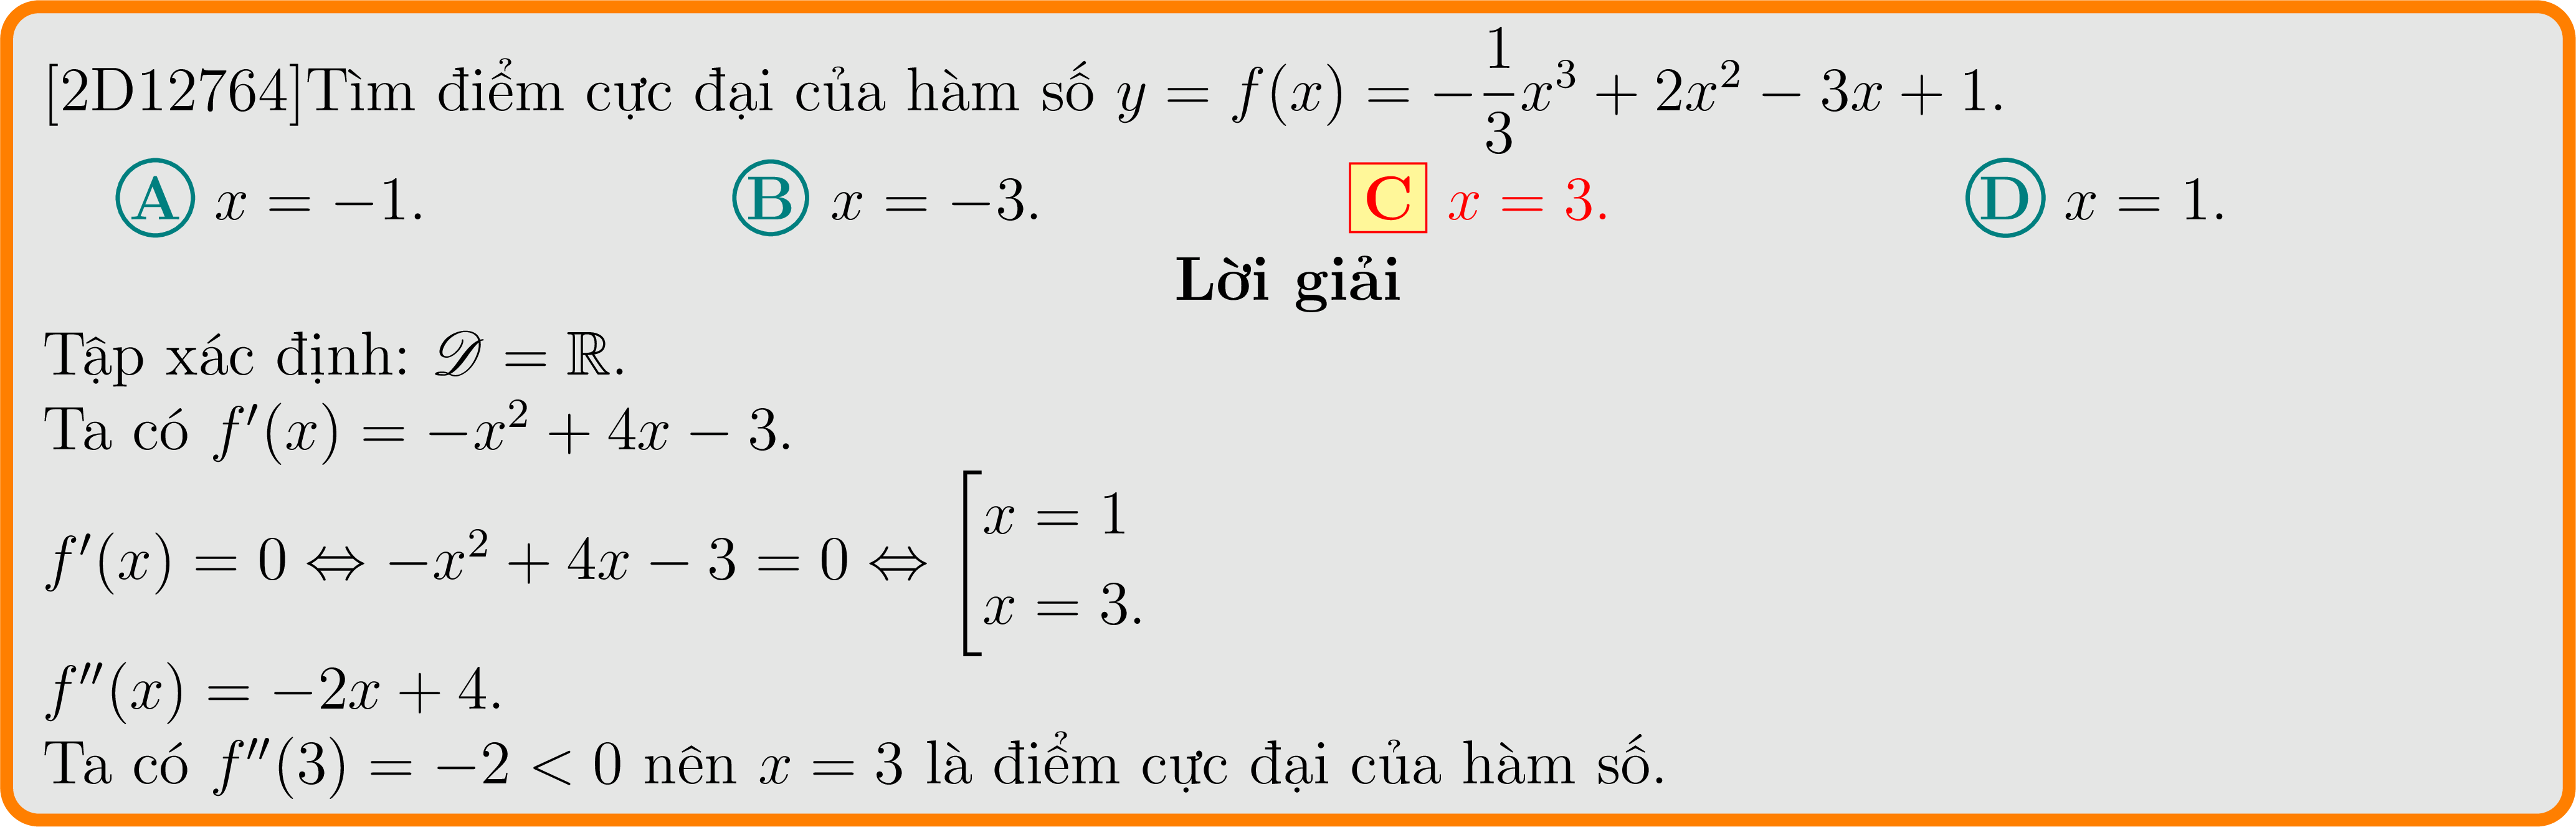 [2D12764]Tìm điểm cực đại của hàm số $y = f(x) = -\frac{1}{3}x^3 + 2x^2 - 3x + 1$.
Ⓐ $x = -1$. Ⓑ $x = -3$. C $x = 3$. Ⓓ $x = 1$.
Lời giải
Tập xác định: $\mathscr{D} = \mathbb{R}$.
Ta có $f'(x) = -x^2 + 4x - 3$.
$f'(x) = 0 \Leftrightarrow -x^2 + 4x - 3 = 0 \Leftrightarrow \left[\begin{array}{l} x = 1 \\ x = 3. \end{array}\right.$
$f''(x) = -2x + 4$.
Ta có $f''(3) = -2 < 0$ nên $x = 3$ là điểm cực đại của hàm số.